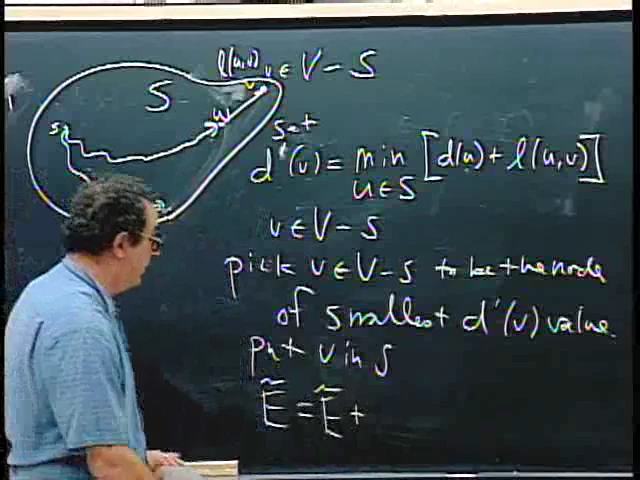 l(u,v) v ∈ V - S
S
s
u
set
d'(v) = min [d(u) + l(u,v)]
u ∈ S
v ∈ V - S
pick v ∈ V - S to be the node
of smallest d'(v) value.
put v in S
Ẽ = Ẽ +